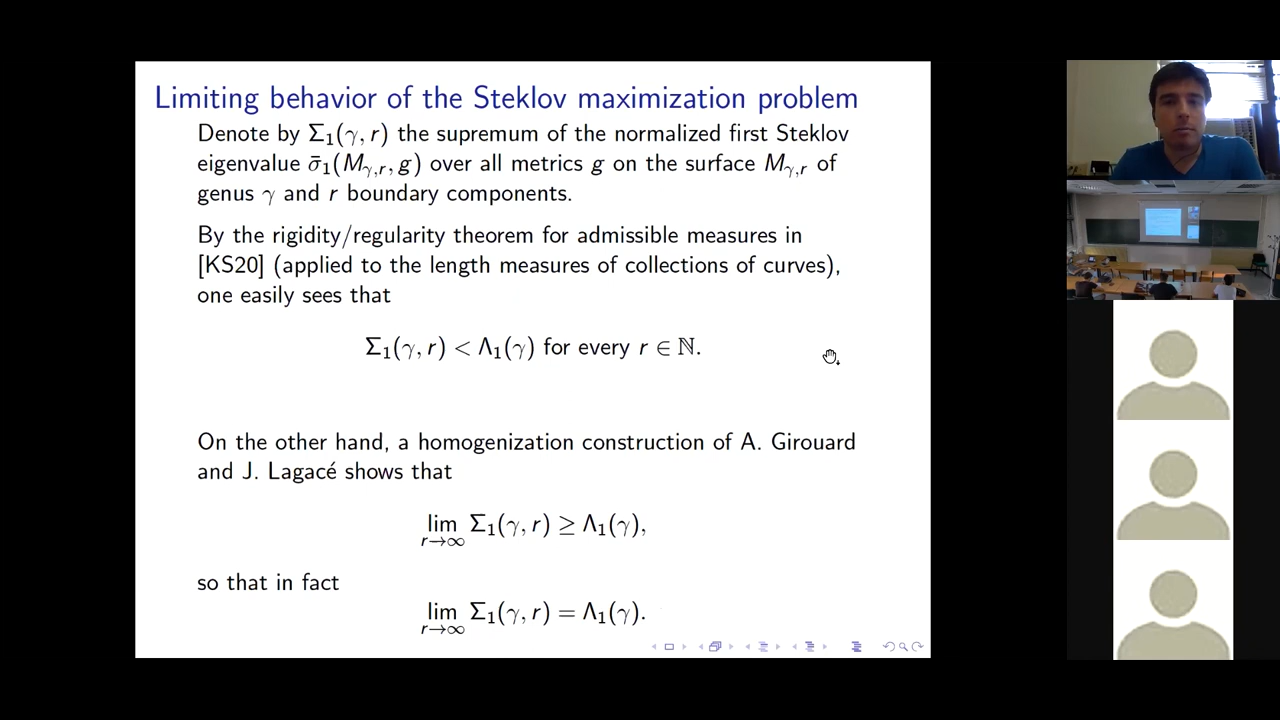 Limiting behavior of the Steklov maximization problem
Denote by Σ₁(γ, r) the supremum of the normalized first Steklov
eigenvalue σ̄₁(M_{γ,r}, g) over all metrics g on the surface M_{γ,r} of
genus γ and r boundary components.
By the rigidity/regularity theorem for admissible measures in
[KS20] (applied to the length measures of collections of curves),
one easily sees that
Σ₁(γ, r) < Λ₁(γ) for every r ∈ ℕ.
On the other hand, a homogenization construction of A. Girouard
and J. Lagacé shows that
lim_{r→∞} Σ₁(γ, r) ≥ Λ₁(γ),
so that in fact
lim_{r→∞} Σ₁(γ, r) = Λ₁(γ).